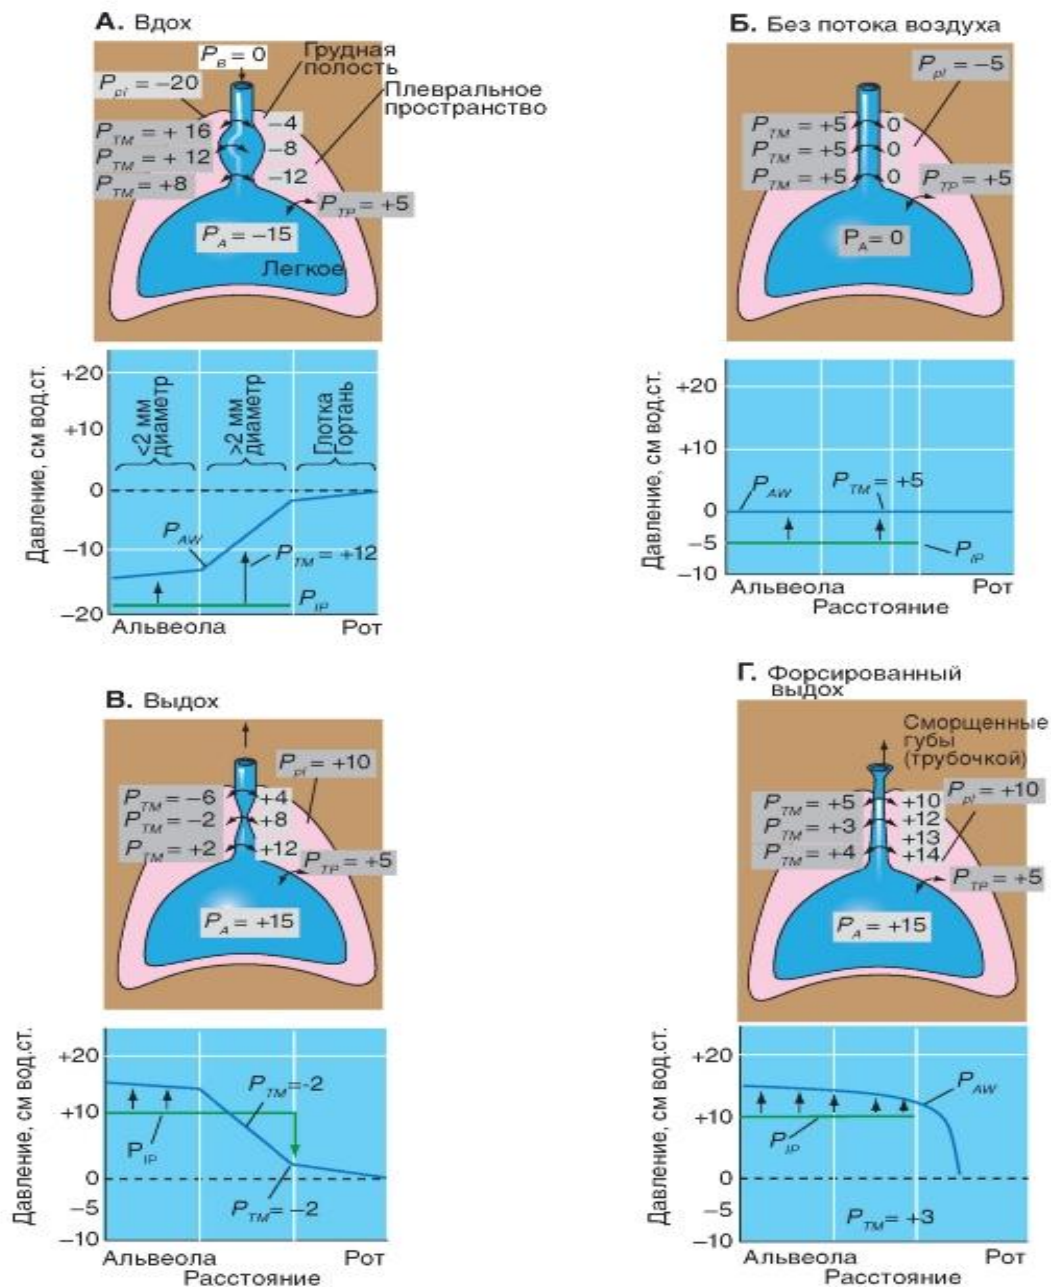 А. Вдох
P_B = 0
Грудная
полость
P_pl = −20
Плевральное
пространство
P_TM = + 16
−4
P_TM = + 12
−8
P_TM = +8
−12
P_TP = +5
P_A = −15
Легкое
Давление, см вод.ст.
+20
+10
0
−10
−20
<2 мм
диаметр
>2 мм
диаметр
Глотка
Гортань
P_AW
P_TM = +12
P_IP
Альвеола
Рот
Б. Без потока воздуха
P_pl = −5
P_TM = +5
0
P_TM = +5
0
P_TM = +5
0
P_TP = +5
P_A = 0
Давление, см вод.ст.
+20
+10
0
−5
−10
P_AW
P_TM = +5
P_IP
Альвеола
Рот
Расстояние
В. Выдох
P_pl = +10
P_TM = −6
+4
P_TM = −2
+8
P_TM = +2
+12
P_TP = +5
P_A = +15
Давление, см вод.ст.
+20
+10
0
−5
−10
P_TM = −2
P_IP
P_TM = −2
Альвеола
Рот
Расстояние
Г. Форсированный
выдох
Сморщенные
губы
(трубочкой)
P_pl = +10
P_TM = +5
+10
P_TM = +3
+12
+13
P_TM = +4
+14
P_TP = +5
P_A = +15
Давление, см вод.ст.
+20
+10
0
−5
−10
P_AW
P_IP
P_TM = +3
Альвеола
Рот
Расстояние